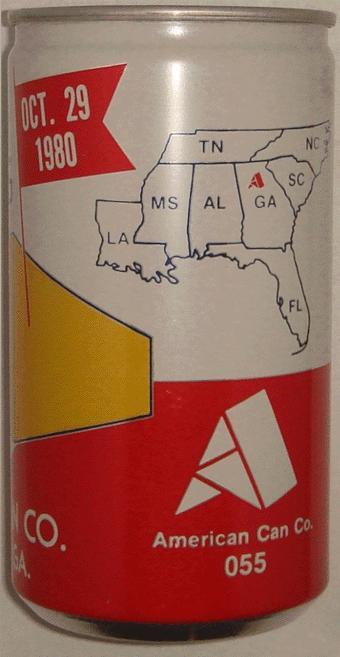 OCT. 29
1980
TN
NC
SC
MS
AL
GA
LA
FL
CO.
American Can Co.
055